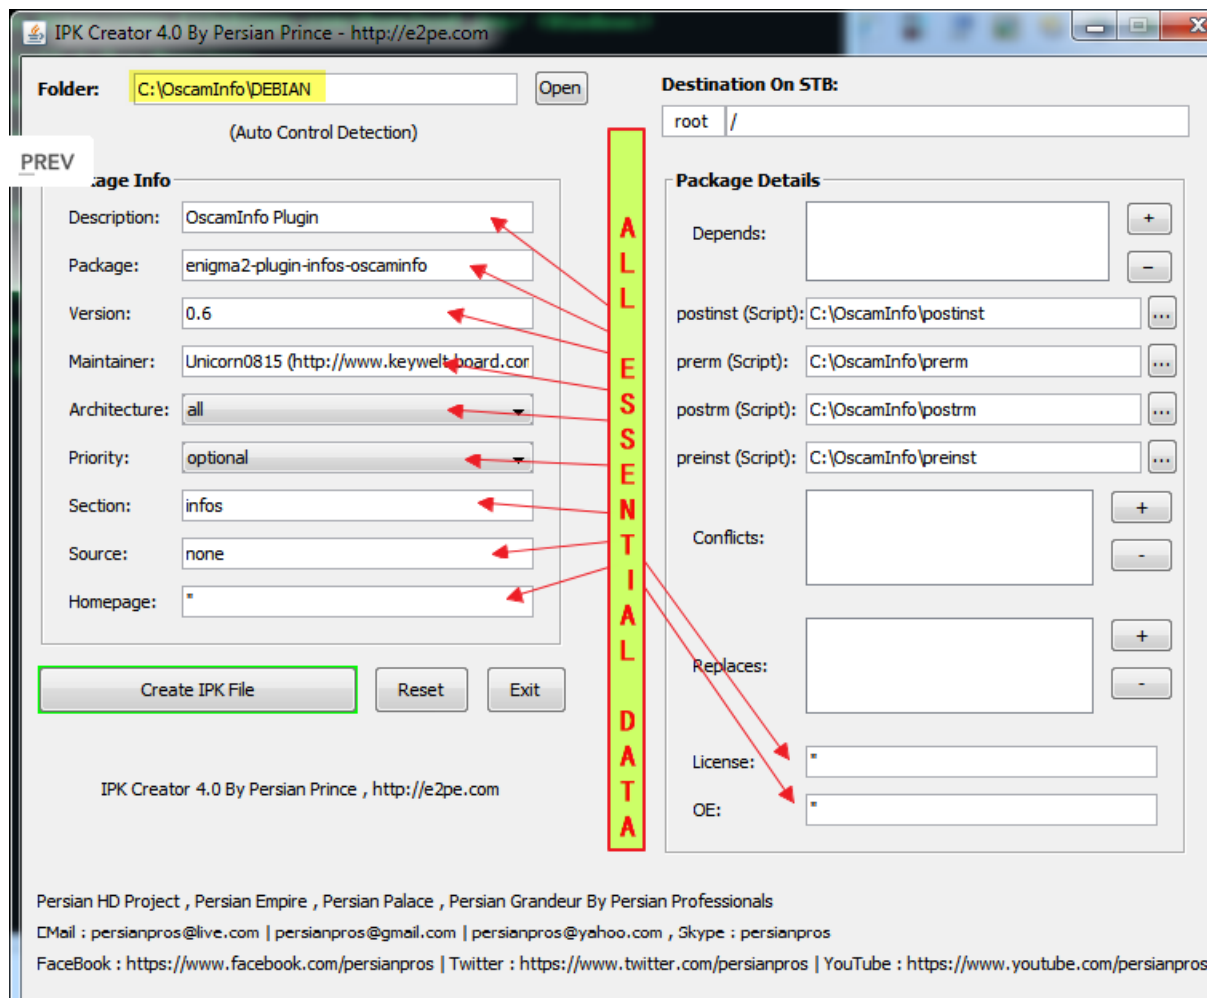 IPK Creator 4.0 By Persian Prince - http://e2pe.com
Folder: C:\OscamInfo\DEBIAN Open
(Auto Control Detection)
Destination On STB:
root /
PREV
kage Info
Description: OscamInfo Plugin
Package: enigma2-plugin-infos-oscaminfo
Version: 0.6
Maintainer: Unicorn0815 (http://www.keywelt-board.com
Architecture: all
Priority: optional
Section: infos
Source: none
Homepage: "
Create IPK File Reset Exit
IPK Creator 4.0 By Persian Prince , http://e2pe.com
ALL ESSENTIAL DATA
Package Details
Depends: + -
postinst (Script): C:\OscamInfo\postinst ...
prerm (Script): C:\OscamInfo\prerm ...
postrm (Script): C:\OscamInfo\postrm ...
preinst (Script): C:\OscamInfo\preinst ...
Conflicts: + -
Replaces: + -
License: "
OE: "
Persian HD Project , Persian Empire , Persian Palace , Persian Grandeur By Persian Professionals
EMail : persianpros@live.com | persianpros@gmail.com | persianpros@yahoo.com , Skype : persianpros
FaceBook : https://www.facebook.com/persianpros | Twitter : https://www.twitter.com/persianpros | YouTube : https://www.youtube.com/persianpros